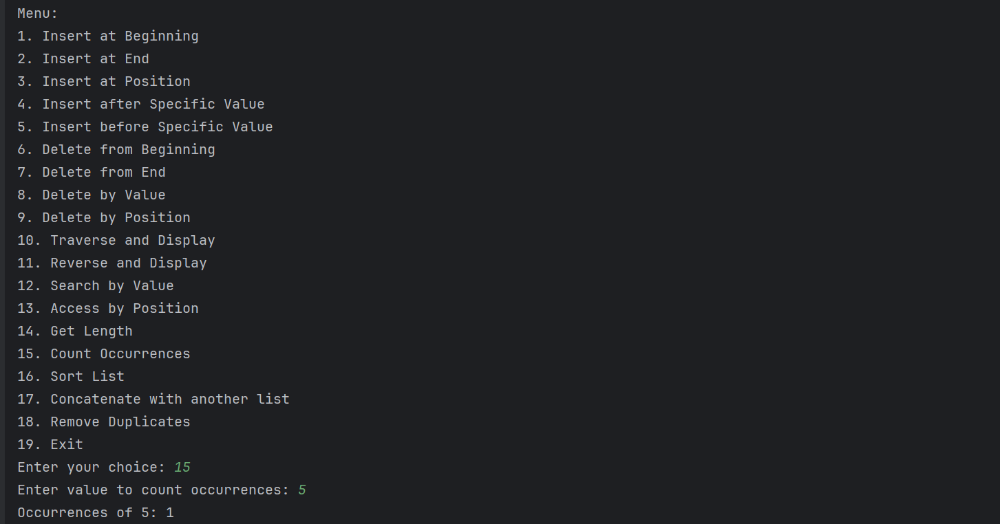 Menu:
1. Insert at Beginning
2. Insert at End
3. Insert at Position
4. Insert after Specific Value
5. Insert before Specific Value
6. Delete from Beginning
7. Delete from End
8. Delete by Value
9. Delete by Position
10. Traverse and Display
11. Reverse and Display
12. Search by Value
13. Access by Position
14. Get Length
15. Count Occurrences
16. Sort List
17. Concatenate with another list
18. Remove Duplicates
19. Exit
Enter your choice: 15
Enter value to count occurrences: 5
Occurrences of 5: 1